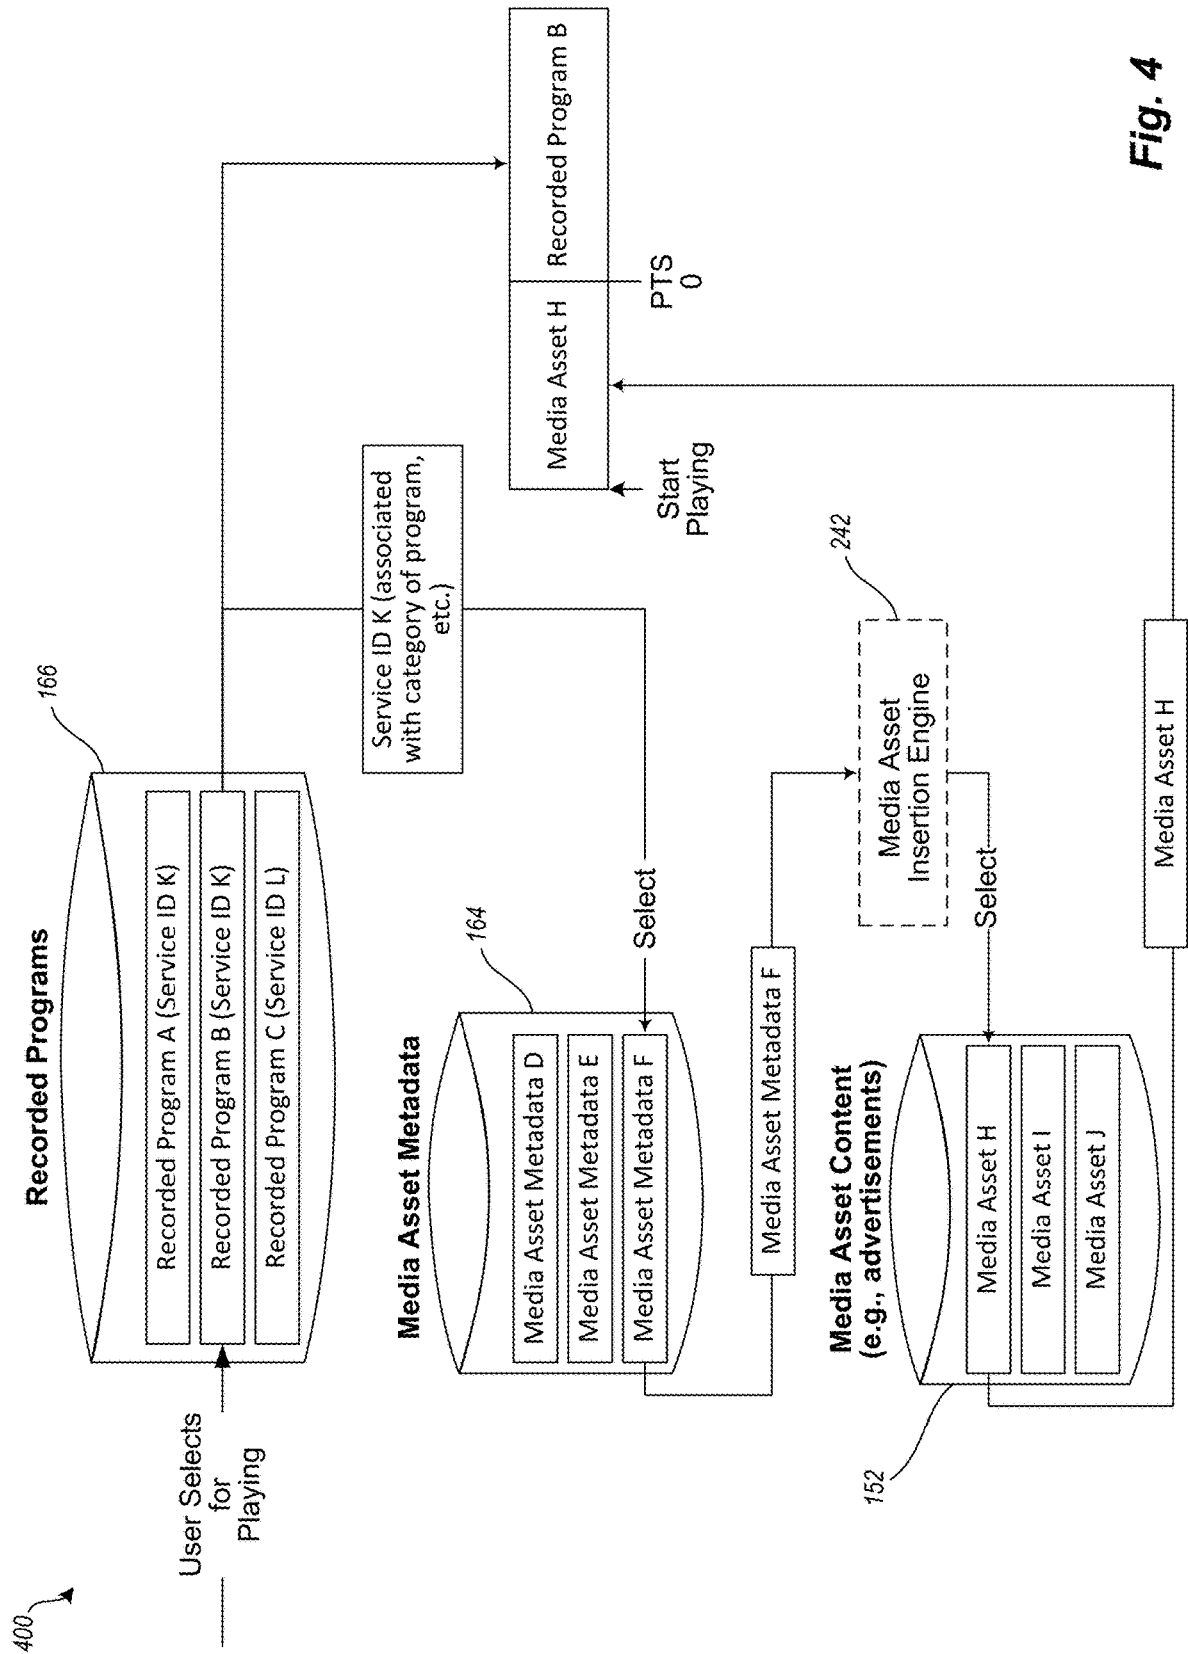 400
User Selects
for
Playing
Recorded Programs
166
Recorded Program A (Service ID K)
Recorded Program B (Service ID K)
Recorded Program C (Service ID L)
Service ID K (associated
with category of program,
etc.)
Media Asset Metadata
164
Media Asset Metadata D
Media Asset Metadata E
Media Asset Metadata F
Select
Media Asset H
Recorded Program B
Start
Playing
PTS
0
Media Asset Metadata F
Media Asset
Insertion Engine
242
Media Asset Content
(e.g., advertisements)
152
Media Asset H
Media Asset I
Media Asset J
Select
Media Asset H
Fig. 4